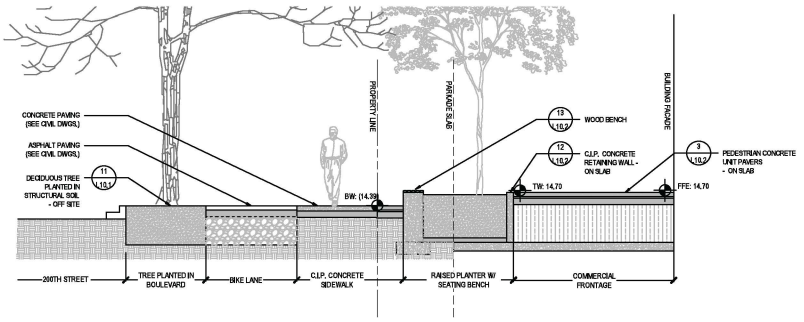 CONCRETE PAVING
(SEE CIVIL DWGS.)
ASPHALT PAVING
(SEE CIVIL DWGS.)
11
L10.1
DECIDUOUS TREE
PLANTED IN
STRUCTURAL SOIL
- OFF SITE
PROPERTY LINE
PARKADE SLAB
BUILDING FACADE
13
L10.2
WOOD BENCH
12
L10.2
C.I.P. CONCRETE
RETAINING WALL -
ON SLAB
3
L10.2
PEDESTRIAN CONCRETE
UNIT PAVERS
- ON SLAB
BW: (14.39)
TW: 14.70
FFE: 14.70
200TH STREET
TREE PLANTED IN
BOULEVARD
BIKE LANE
C.I.P. CONCRETE
SIDEWALK
RAISED PLANTER W/
SEATING BENCH
COMMERCIAL
FRONTAGE